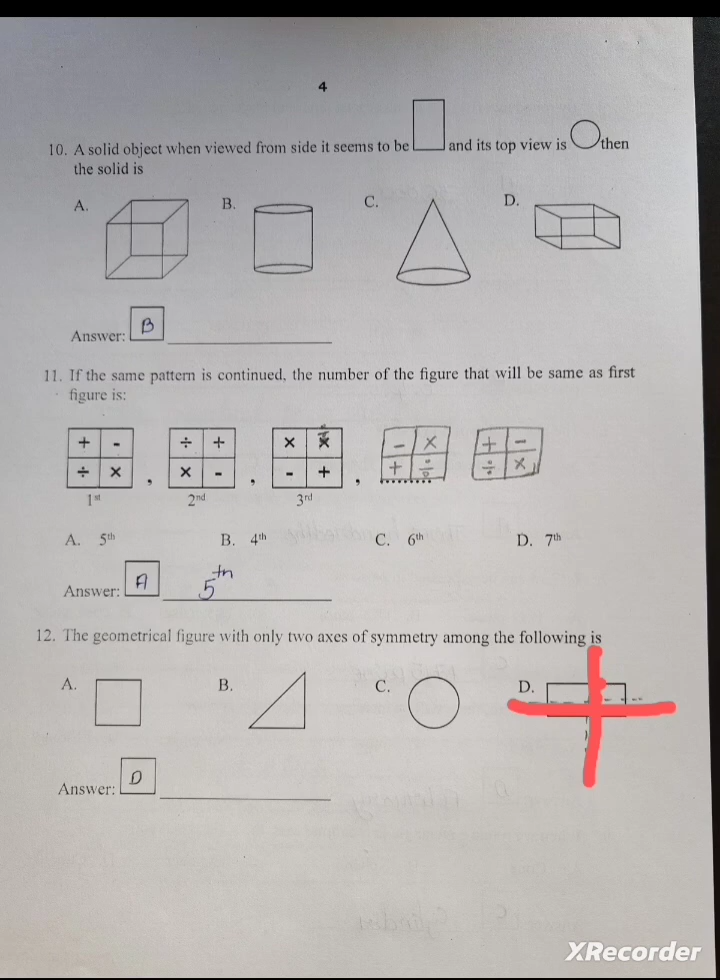 4
10. A solid object when viewed from side it seems to be and its top view is then
the solid is
A. B. C. D.
Answer: B
11. If the same pattern is continued, the number of the figure that will be same as first
figure is:
+ - ÷ + × - ×  + -
÷ × × - - + + ÷ ÷ ×
1st 2nd 3rd
A. 5th B. 4th C. 6th D. 7th
Answer: A 5th
12. The geometrical figure with only two axes of symmetry among the following is
A. B. C. D.
Answer: D
XRecorder